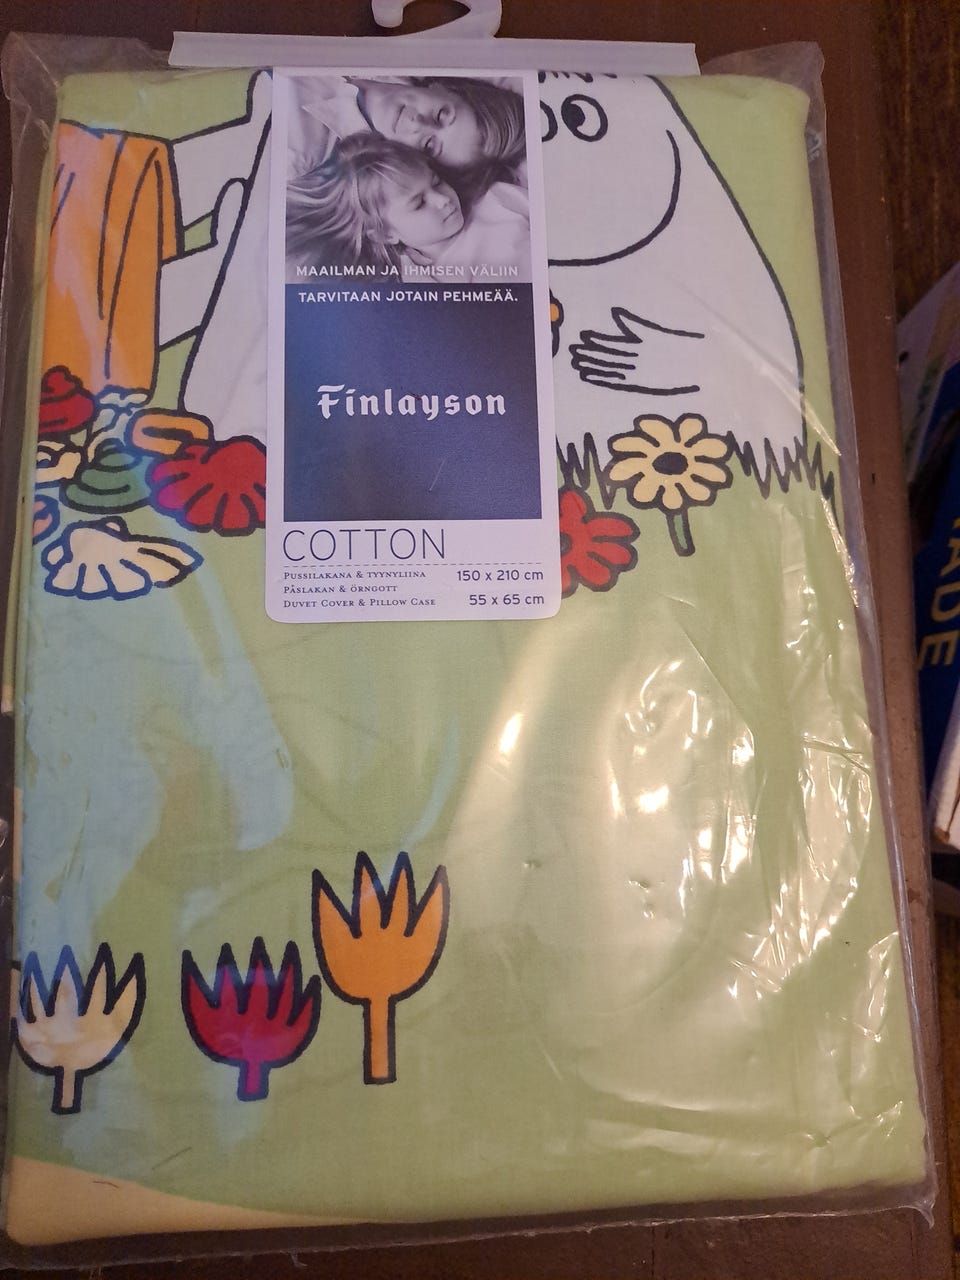 MAAILMAN JA IHMISEN VÄLIIN
TARVITAAN JOTAIN PEHMEÄÄ.
Finlayson
COTTON
PUSSILAKANA & TYYNYLIINA 150 x 210 cm
PÅSLAKAN & ÖRNGOTT
DUVET COVER & PILLOW CASE 55 x 65 cm
ADE